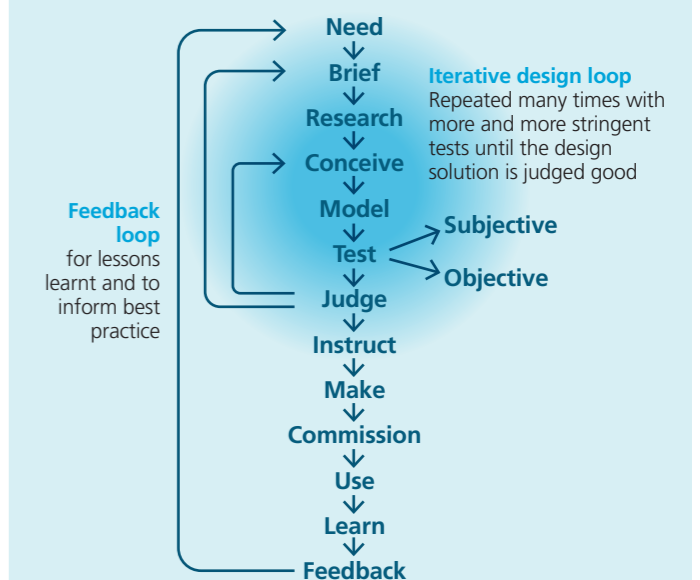 Need
Brief
Iterative design loop
Repeated many times with
more and more stringent
tests until the design
solution is judged good
Research
Conceive
Model
Feedback
loop
for lessons
learnt and to
inform best
practice
Test
Subjective
Objective
Judge
Instruct
Make
Commission
Use
Learn
Feedback